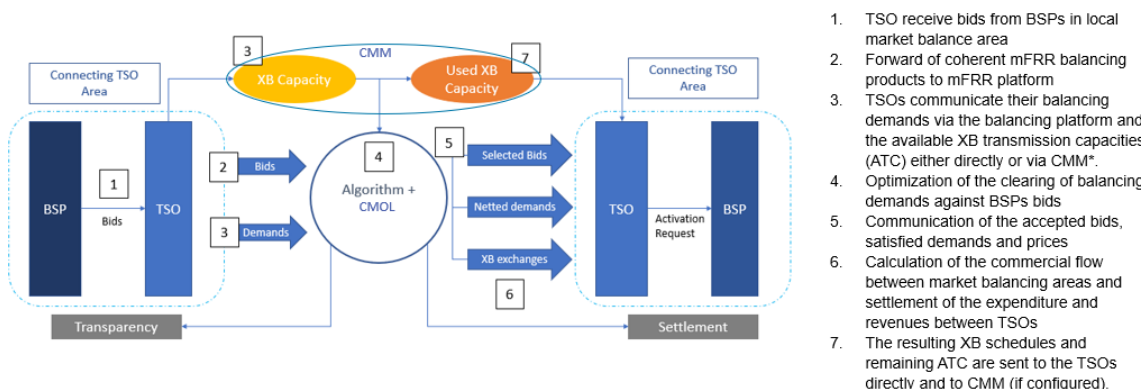 3
CMM
7
Connecting TSO
Area
XB Capacity
Used XB
Capacity
Connecting TSO
Area
BSP
1
Bids
TSO
2
Bids
3
Demands
4
Algorithm +
CMOL
5
Selected Bids
Netted demands
XB exchanges
6
TSO
Activation
Request
BSP
Transparency
Settlement
1. TSO receive bids from BSPs in local
market balance area
2. Forward of coherent mFRR balancing
products to mFRR platform
3. TSOs communicate their balancing
demands via the balancing platform and
the available XB transmission capacities
(ATC) either directly or via CMM*.
4. Optimization of the clearing of balancing
demands against BSPs bids
5. Communication of the accepted bids,
satisfied demands and prices
6. Calculation of the commercial flow
between market balancing areas and
settlement of the expenditure and
revenues between TSOs
7. The resulting XB schedules and
remaining ATC are sent to the TSOs
directly and to CMM (if configured).